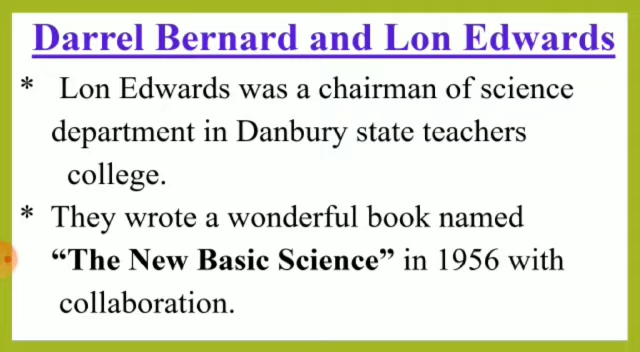 Darrel Bernard and Lon Edwards
* Lon Edwards was a chairman of science
department in Danbury state teachers
college.
* They wrote a wonderful book named
“The New Basic Science” in 1956 with
collaboration.